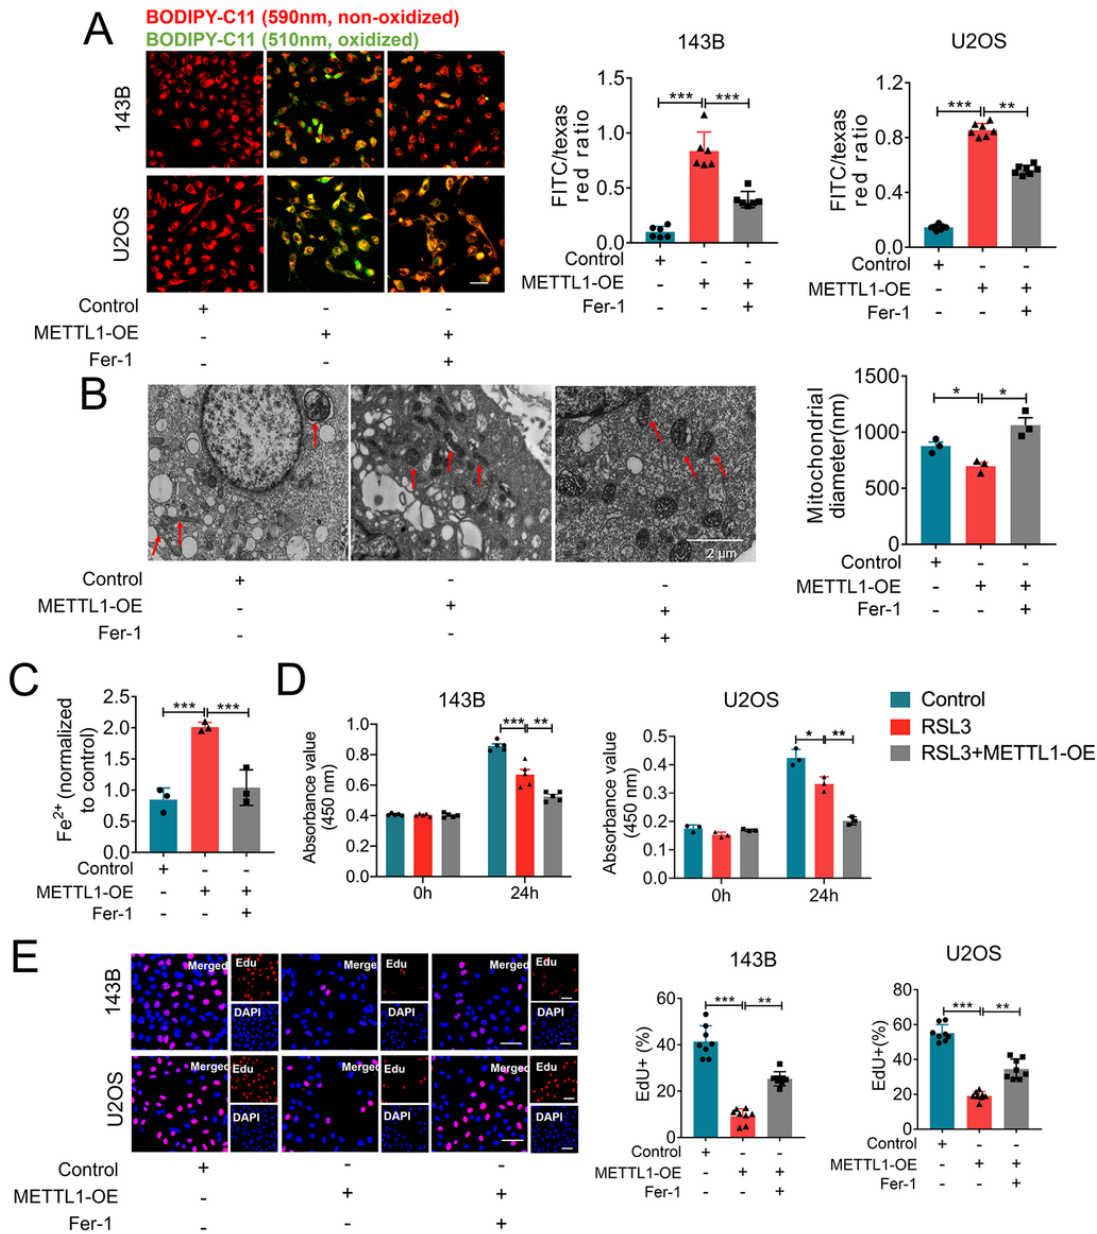 A
BODIPY-C11 (590nm, non-oxidized)
BODIPY-C11 (510nm, oxidized)
143B
U2OS
Control + - -
METTL1-OE - + +
Fer-1 - - +
143B
FITC/texas
red ratio
1.5
1.0
0.5
0.0
*** ***
Control + - -
METTL1-OE - + +
Fer-1 - - +
U2OS
FITC/texas
red ratio
1.2
0.8
0.4
0.0
*** **
Control + - -
METTL1-OE - + +
Fer-1 - - +
B
2 μm
Control + - -
METTL1-OE - + +
Fer-1 - - +
Mitochondrial
diameter(nm)
1500
1000
500
0
* *
Control + - -
METTL1-OE - + +
Fer-1 - - +
C
Fe2+ (normalized
to control)
2.5
2.0
1.5
1.0
0.5
0.0
*** ***
Control + - -
METTL1-OE - + +
Fer-1 - - +
D
143B
Absorbance value
(450 nm)
1.0
0.8
0.6
0.4
0.2
0.0
*** **
0h 24h
U2OS
Absorbance value
(450 nm)
0.5
0.4
0.3
0.2
0.1
0.0
* **
0h 24h
Control
RSL3
RSL3+METTL1-OE
E
143B
Merged Edu Merge Edu Merged Edu
DAPI DAPI DAPI
U2OS
Merged Edu Merged Edu Merged Edu
DAPI DAPI DAPI
Control + - -
METTL1-OE - + +
Fer-1 - - +
143B
EdU+ (%)
60
40
20
0
*** **
Control + - -
METTL1-OE - + +
Fer-1 - - +
U2OS
EdU+(%)
80
60
40
20
0
*** **
Control + - -
METTL1-OE - + +
Fer-1 - - +